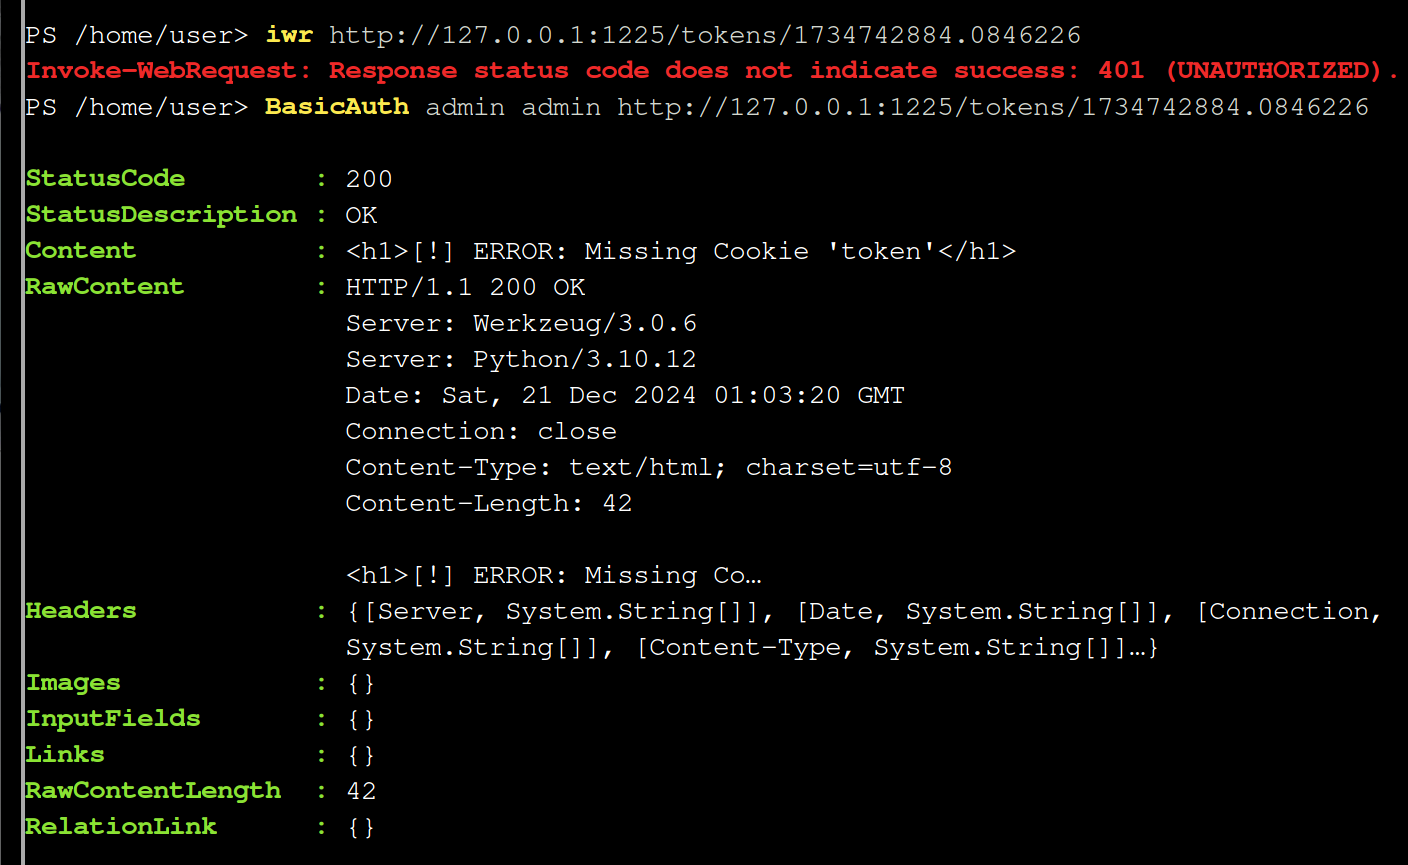 PS /home/user> iwr http://127.0.0.1:1225/tokens/1734742884.0846226
Invoke-WebRequest: Response status code does not indicate success: 401 (UNAUTHORIZED).
PS /home/user> BasicAuth admin admin http://127.0.0.1:1225/tokens/1734742884.0846226
StatusCode        : 200
StatusDescription : OK
Content           : <h1>[!] ERROR: Missing Cookie 'token'</h1>
RawContent        : HTTP/1.1 200 OK
Server: Werkzeug/3.0.6
Server: Python/3.10.12
Date: Sat, 21 Dec 2024 01:03:20 GMT
Connection: close
Content-Type: text/html; charset=utf-8
Content-Length: 42
<h1>[!] ERROR: Missing Co…
Headers           : {[Server, System.String[]], [Date, System.String[]], [Connection,
System.String[]], [Content-Type, System.String[]]…}
Images            : {}
InputFields       : {}
Links             : {}
RawContentLength  : 42
RelationLink      : {}